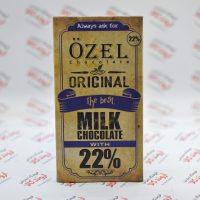 Always ask for
ÖZEL
22%
Chocolate
ORIGINAL
the best
MILK
CHOCOLATE
WITH
22%